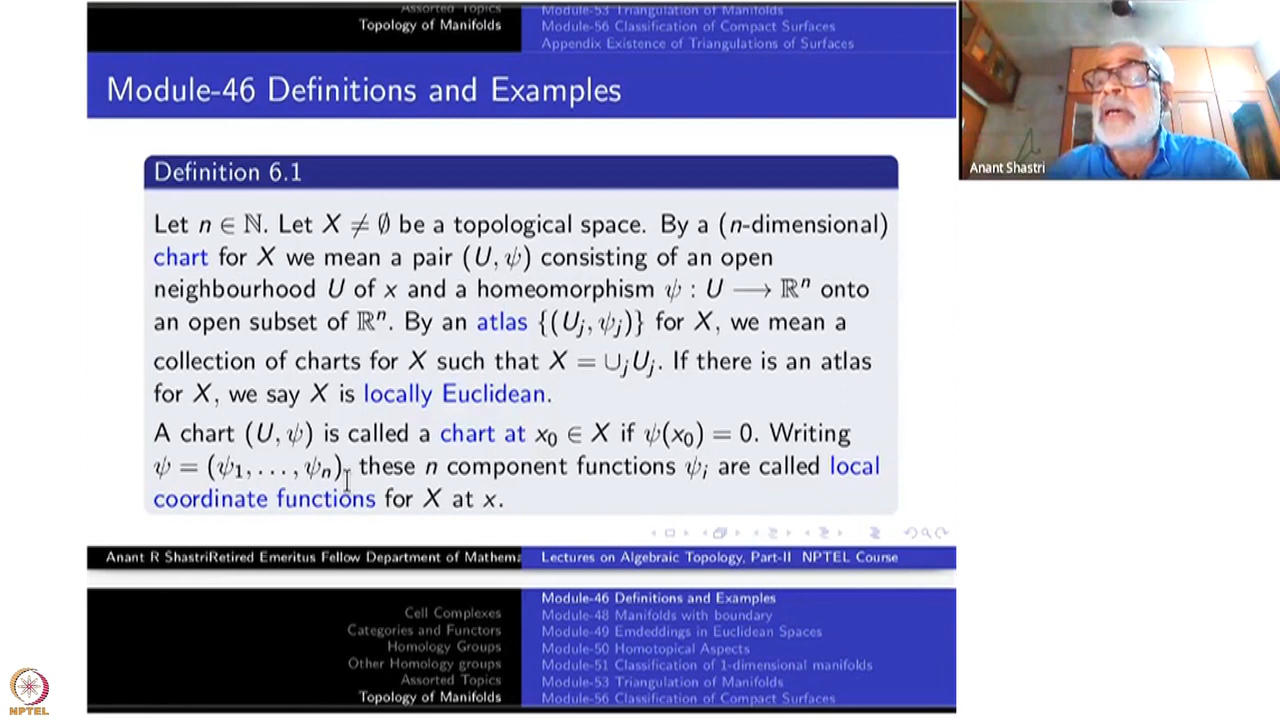 Assorted Topics
Topology of Manifolds
Module-53 Triangulation of Manifolds
Module-56 Classification of Compact Surfaces
Appendix Existence of Triangulations of Surfaces
Module-46 Definitions and Examples
Definition 6.1
Let n ∈ ℕ. Let X ≠ ∅ be a topological space. By a (n-dimensional)
chart for X we mean a pair (U, ψ) consisting of an open
neighbourhood U of x and a homeomorphism ψ : U ⟶ ℝⁿ onto
an open subset of ℝⁿ. By an atlas {(Uⱼ, ψⱼ)} for X, we mean a
collection of charts for X such that X = ∪ⱼUⱼ. If there is an atlas
for X, we say X is locally Euclidean.
A chart (U, ψ) is called a chart at x₀ ∈ X if ψ(x₀) = 0. Writing
ψ = (ψ₁, . . . , ψₙ), these n component functions ψᵢ are called local
coordinate functions for X at x.
Anant R ShastriRetired Emeritus Fellow Department of Mathema
Lectures on Algebraic Topology, Part-II NPTEL Course
Cell Complexes
Categories and Functors
Homology Groups
Other Homology groups
Assorted Topics
Topology of Manifolds
Module-46 Definitions and Examples
Module-48 Manifolds with boundary
Module-49 Emdeddings in Euclidean Spaces
Module-50 Homotopical Aspects
Module-51 Classification of 1-dimensional manifolds
Module-53 Triangulation of Manifolds
Module-56 Classification of Compact Surfaces
Anant Shastri
NPTEL